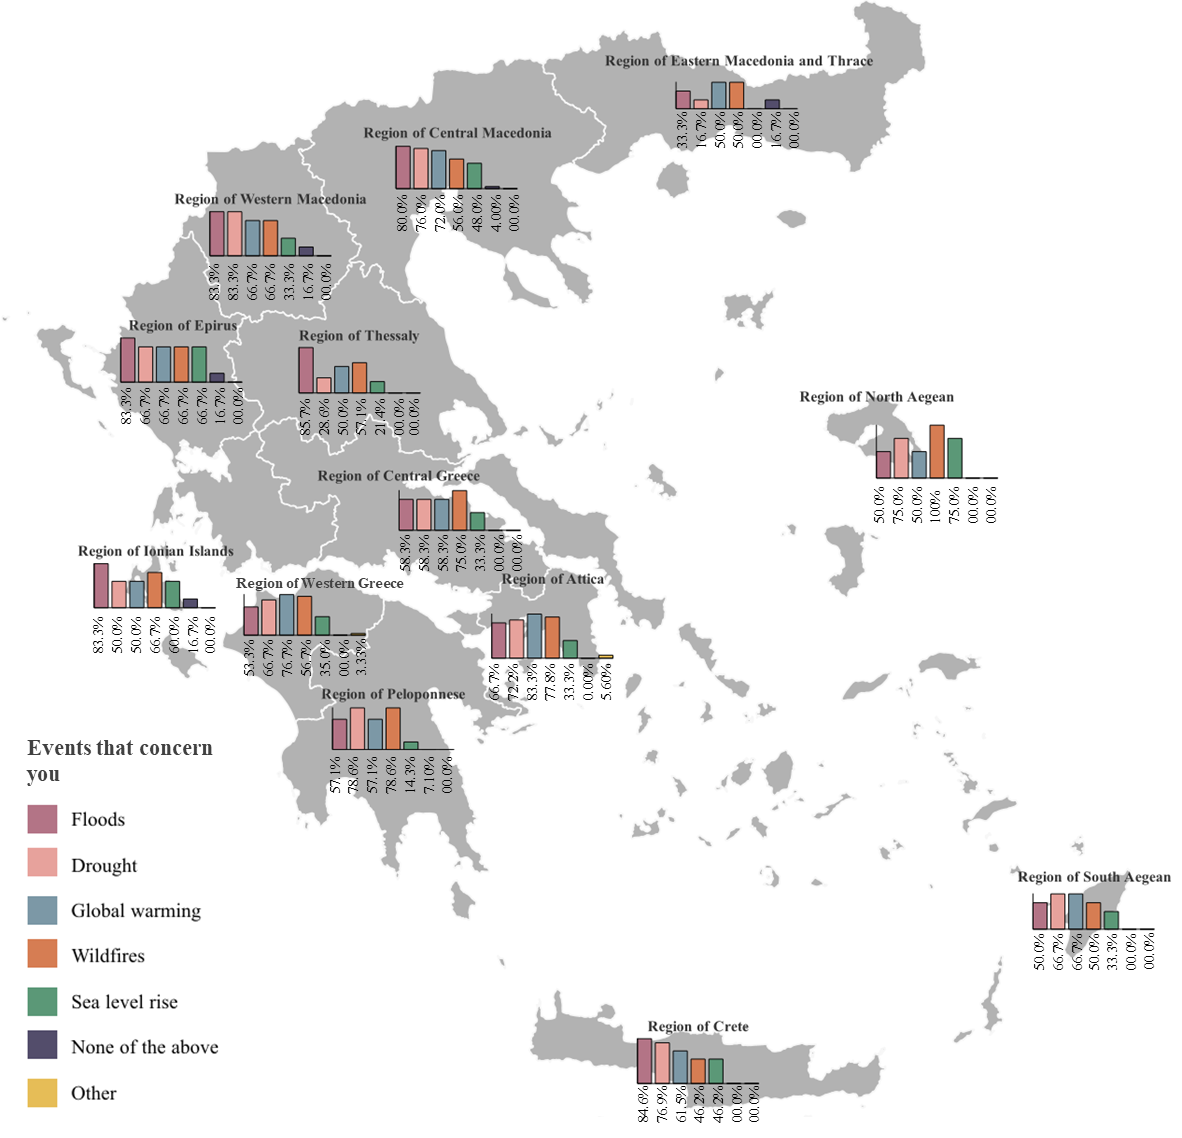 Region of Eastern Macedonia and Thrace
33.3% 16.7% 50.0% 50.0% 00.0% 16.7% 00.0%
Region of Central Macedonia
80.0% 76.0% 72.0% 56.0% 48.0% 4.00% 00.0%
Region of Western Macedonia
83.3% 83.3% 66.7% 66.7% 33.3% 16.7% 00.0%
Region of Epirus
83.3% 66.7% 66.7% 66.7% 66.7% 16.7% 00.0%
Region of Thessaly
85.7% 28.6% 50.0% 57.1% 21.4% 00.0% 00.0%
Region of North Aegean
50.0% 75.0% 50.0% 100% 75.0% 00.0% 00.0%
Region of Central Greece
58.3% 58.3% 58.3% 75.0% 33.3% 00.0% 00.0%
Region of Ionian Islands
83.3% 50.0% 50.0% 66.7% 60.0% 16.7% 00.0%
Region of Western Greece
53.3% 66.7% 76.7% 56.7% 35.0% 00.0% 3.33%
Region of Attica
66.7% 72.2% 83.3% 77.8% 33.3% 0.00% 5.60%
Region of Peloponnese
57.1% 78.6% 57.1% 78.6% 14.3% 7.10% 00.0%
Events that concern
you
Floods
Drought
Global warming
Wildfires
Sea level rise
None of the above
Other
Region of South Aegean
50.0% 66.7% 66.7% 50.0% 33.3% 00.0% 00.0%
Region of Crete
84.6% 76.9% 61.5% 46.2% 46.2% 00.0% 00.0%